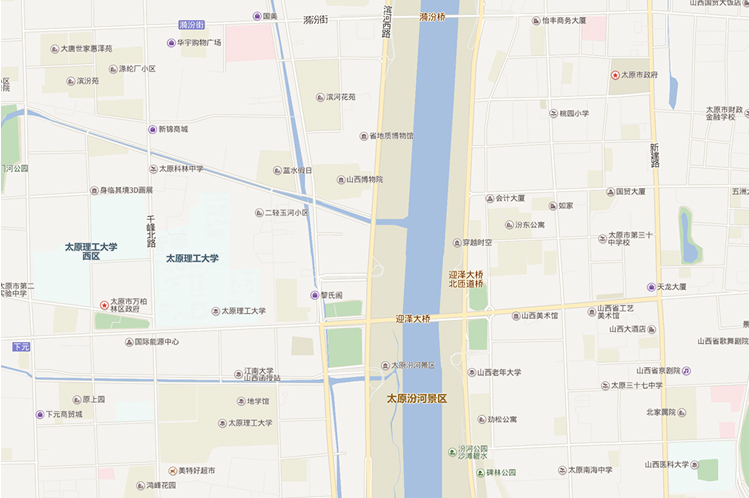 山西国贸大饭店
国美
漪汾街
漪汾街
滨河西路
漪汾桥
怡丰商务大厦
华宇购物广场
大唐世家惠泽苑
涤纶厂小区
滨汾苑
小区
影院
太原市政府
滨河花苑
桃园小学
太原市财政
金融学校
新锦商城
省地质博物馆
新建路
太原科林中学
蓝水假日
门河公园
山西博物院
身临其境3D画展
会计大厦
国贸大厦
五洲
如家
二轻玉河小区
千峰北路
汾东公寓
太原市第三十
中学校
穿越时空
太原理工大学
西区
太原理工大学
迎泽大桥
北匝道桥
太原市第二
实验中学
黎氏阁
天龙大厦
太原市万柏
林区政府
太原理工大学
山西省工艺
美术馆
迎泽大桥
山西美术馆
山西大酒店
国际能源中心
下元
山西省歌舞剧院
太原汾河景区
江南大学
山西函授站
山西老年大学
山西省京剧院
太原三十七中学
原上园
地学馆
太原汾河景区
下元商贸城
北家属院
太原理工大学
劲松公寓
汾河公园
沙滩碧水
美特好超市
碑林公园
太原南海中学
山西医科大学
鸿峰花园